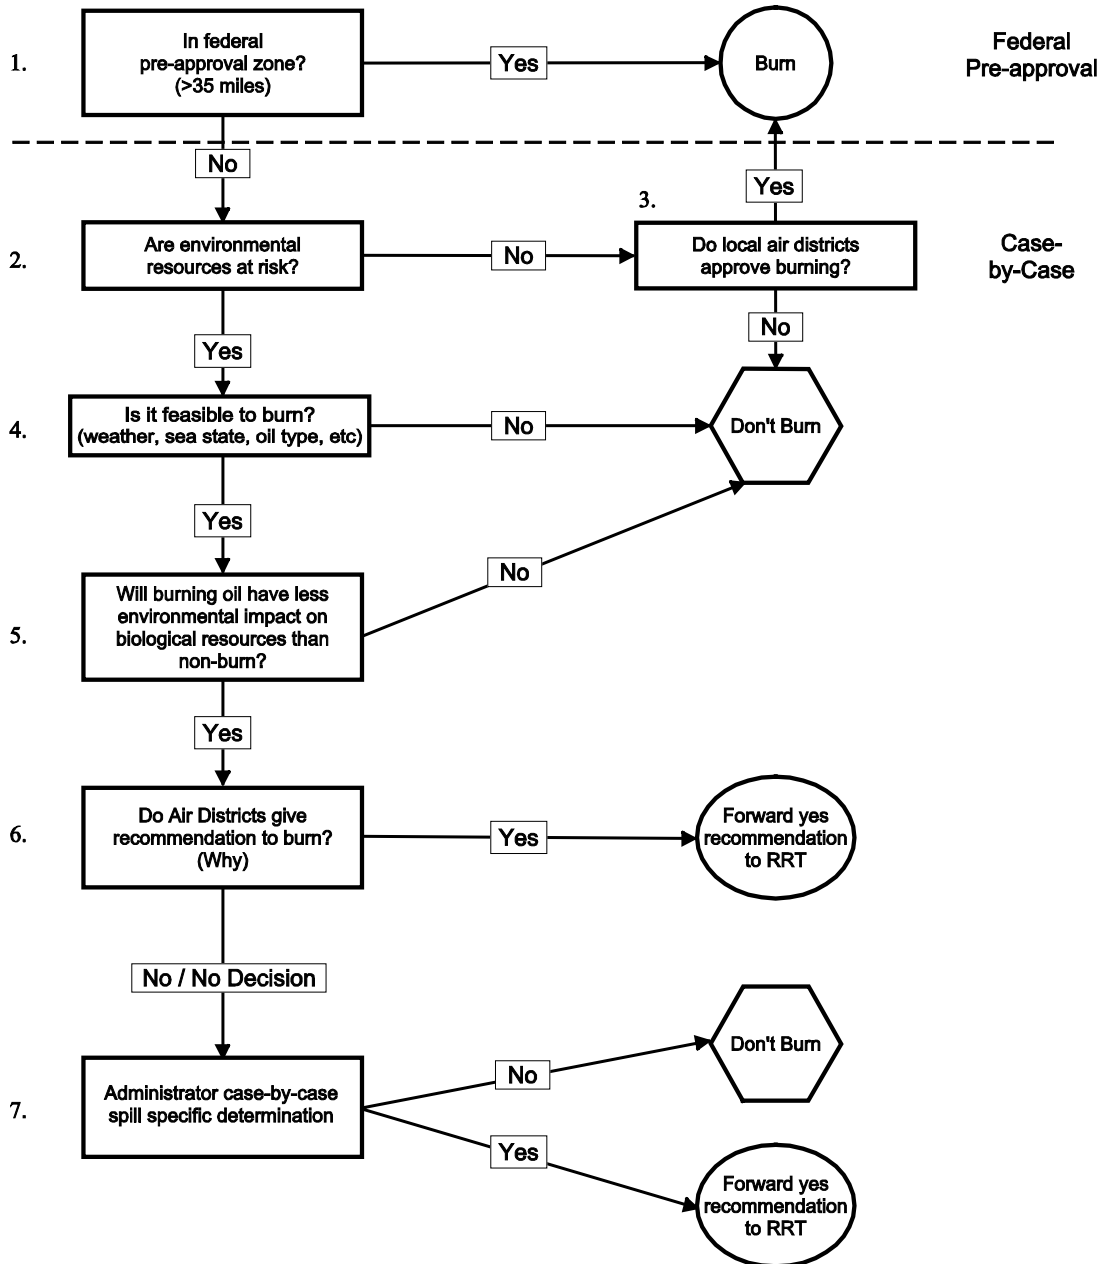 1.
In federal
pre-approval zone?
(>35 miles)
Yes
Burn
Federal
Pre-approval
No
Yes
2.
Are environmental
resources at risk?
No
3.
Do local air districts
approve burning?
Case-
by-Case
Yes
No
4.
Is it feasible to burn?
(weather, sea state, oil type, etc)
No
Don't Burn
Yes
No
5.
Will burning oil have less
environmental impact on
biological resources than
non-burn?
Yes
6.
Do Air Districts give
recommendation to burn?
(Why)
Yes
Forward yes
recommendation
to RRT
No / No Decision
7.
Administrator case-by-case
spill specific determination
No
Don't Burn
Yes
Forward yes
recommendation
to RRT